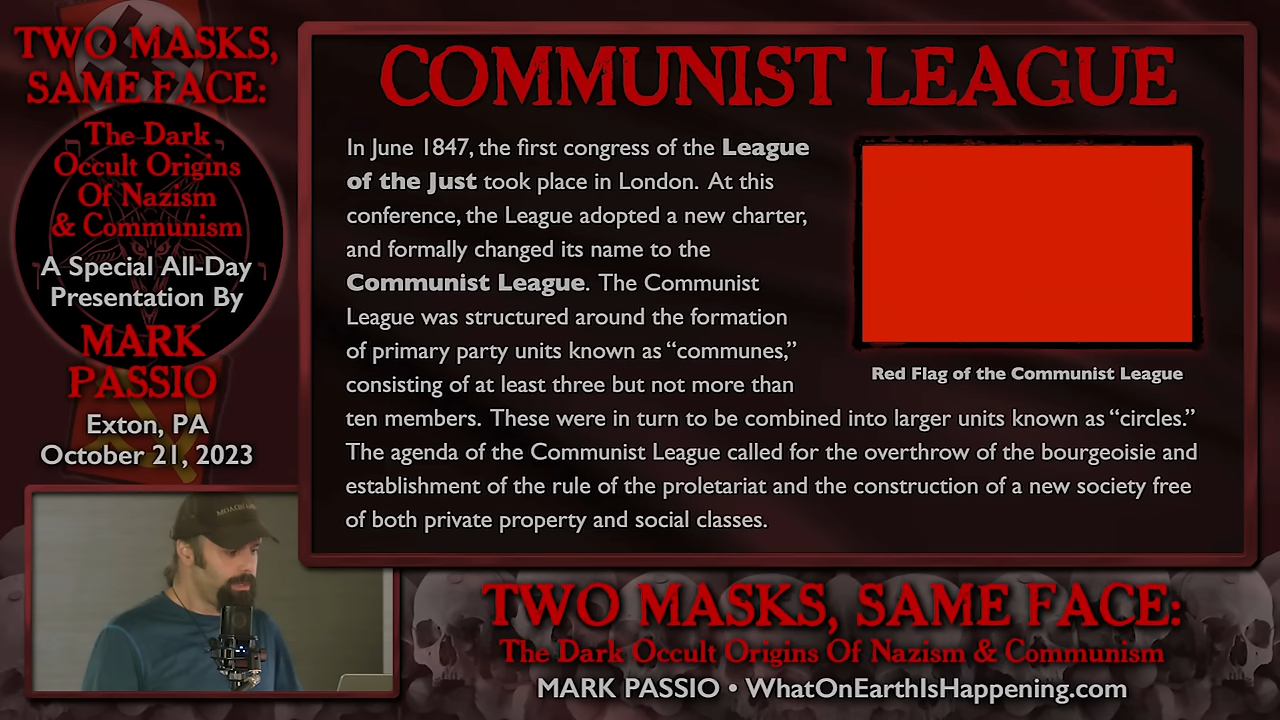 TWO MASKS,
SAME FACE:
The Dark
Occult Origins
Of Nazism
& Communism
A Special All-Day
Presentation By
MARK
PASSIO
Exton, PA
October 21, 2023
COMMUNIST LEAGUE
In June 1847, the first congress of the League
of the Just took place in London. At this
conference, the League adopted a new charter,
and formally changed its name to the
Communist League. The Communist
League was structured around the formation
of primary party units known as “communes,”
consisting of at least three but not more than
ten members. These were in turn to be combined into larger units known as “circles.”
The agenda of the Communist League called for the overthrow of the bourgeoisie and
establishment of the rule of the proletariat and the construction of a new society free
of both private property and social classes.
Red Flag of the Communist League
TWO MASKS, SAME FACE:
The Dark Occult Origins Of Nazism & Communism
MARK PASSIO • WhatOnEarthIsHappening.com